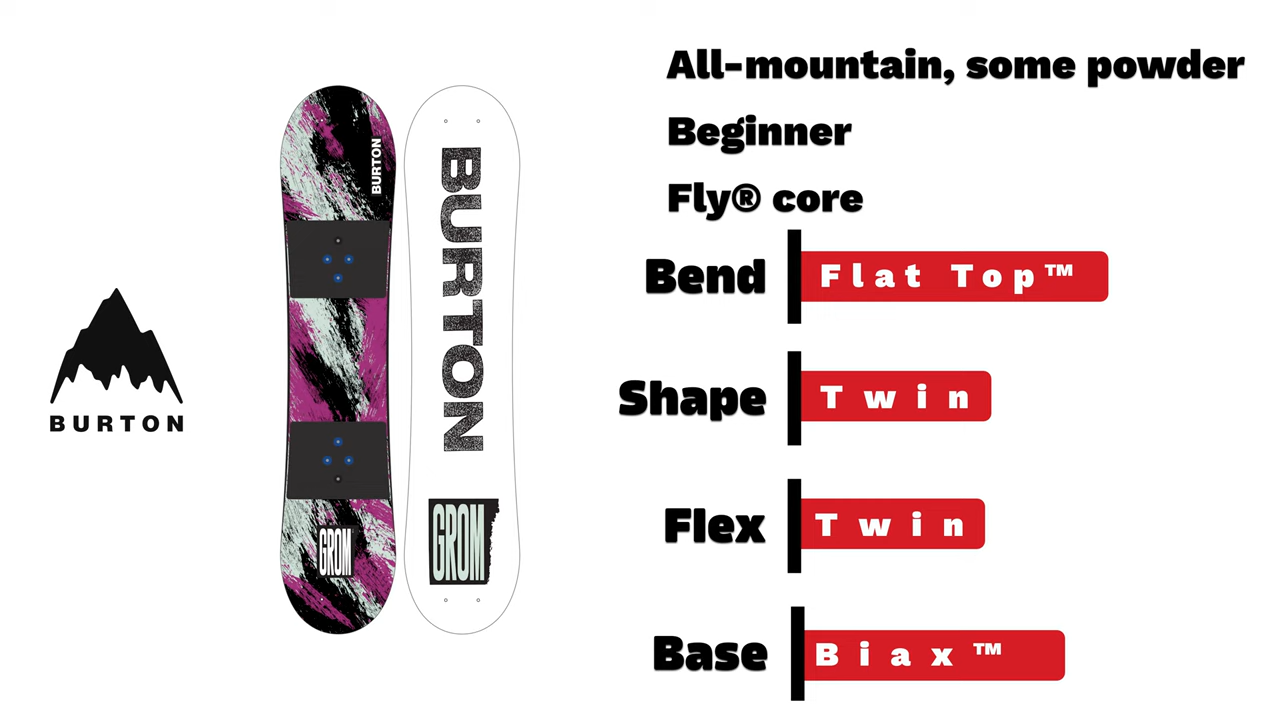 All-mountain, some powder
Beginner
Fly® core
Bend Flat Top™
Shape Twin
Flex Twin
Base Biax™
BURTON
BURTON
GROM
BURTON
GROM